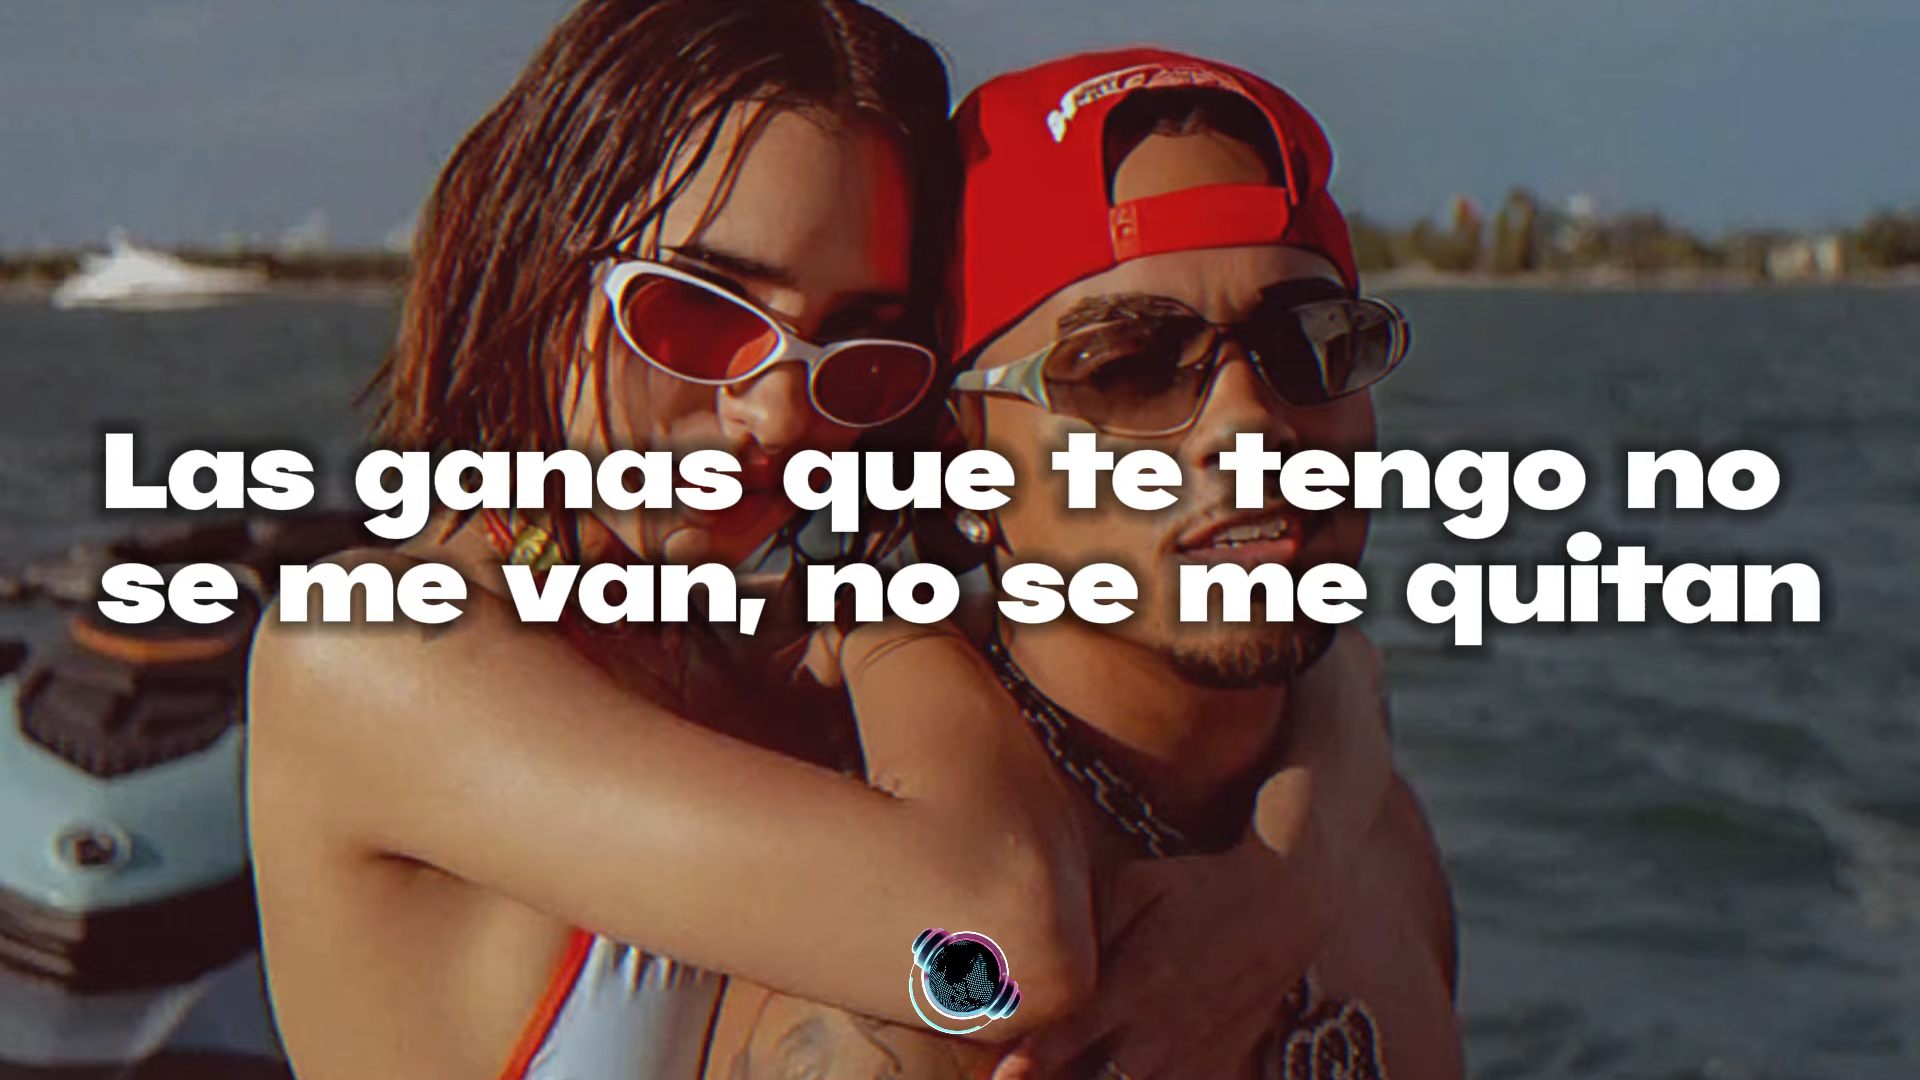 Las ganas que te tengo no
se me van, no se me quitan